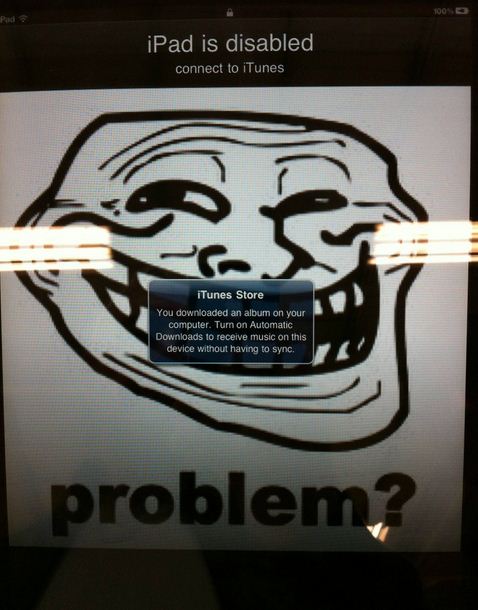 iPad
100%
iPad is disabled
connect to iTunes
iTunes Store
You downloaded an album on your
computer. Turn on Automatic
Downloads to receive music on this
device without having to sync.
problem?